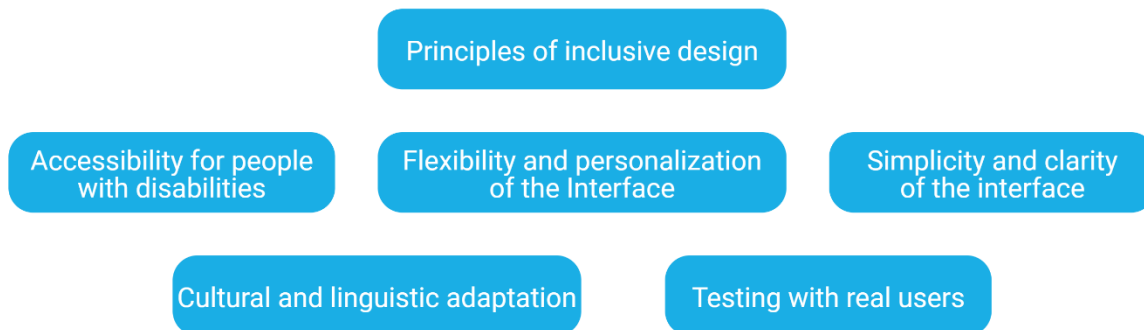 Principles of inclusive design
Accessibility for people
with disabilities
Flexibility and personalization
of the Interface
Simplicity and clarity
of the interface
Cultural and linguistic adaptation
Testing with real users